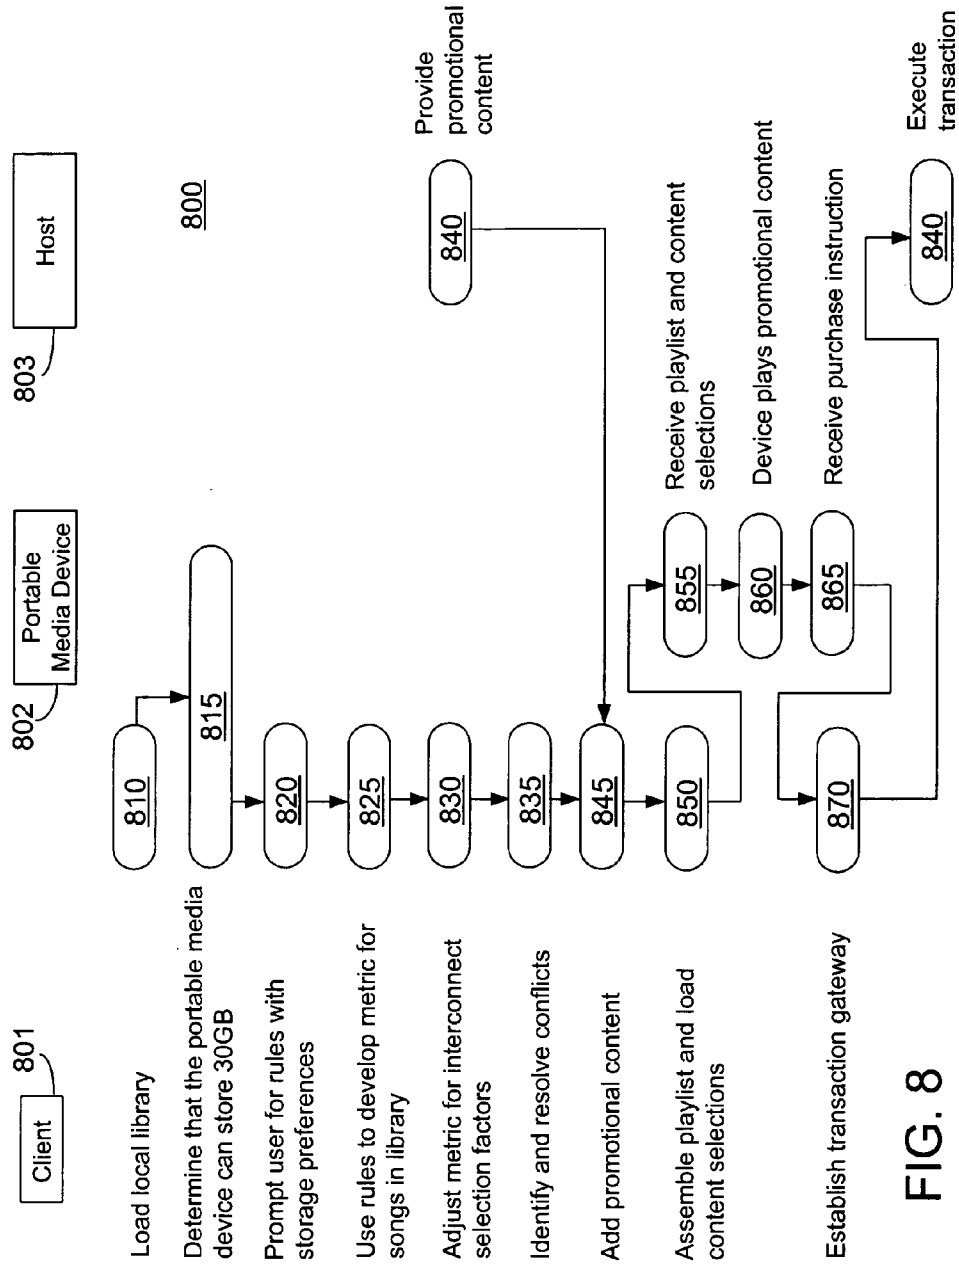 Client
801
Portable
Media Device
802
Host
803
800
Load local library
810
Determine that the portable media
device can store 30GB
815
Prompt user for rules with
storage preferences
820
Use rules to develop metric for
songs in library
825
Adjust metric for interconnect
selection factors
830
840
Provide
promotional
content
Identify and resolve conflicts
835
Add promotional content
845
Assemble playlist and load
content selections
850
855
Receive playlist and content
selections
860
Device plays promotional content
865
Receive purchase instruction
Establish transaction gateway
870
840
Execute
transaction
FIG. 8